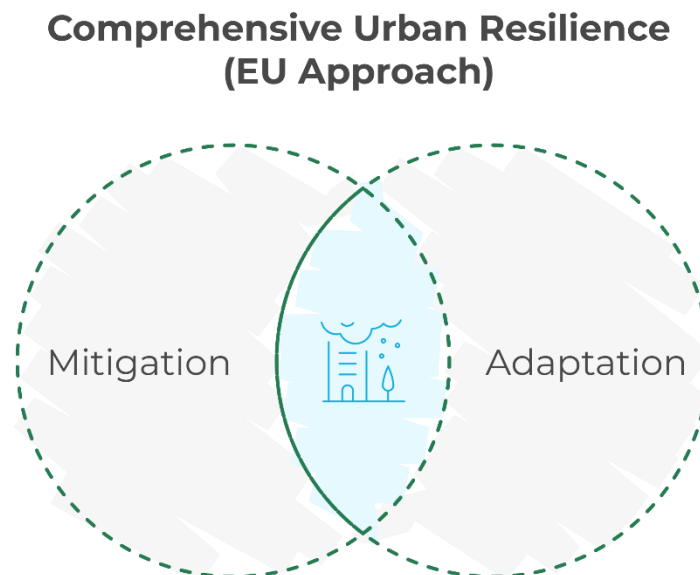 Comprehensive Urban Resilience
(EU Approach)
Mitigation
Adaptation